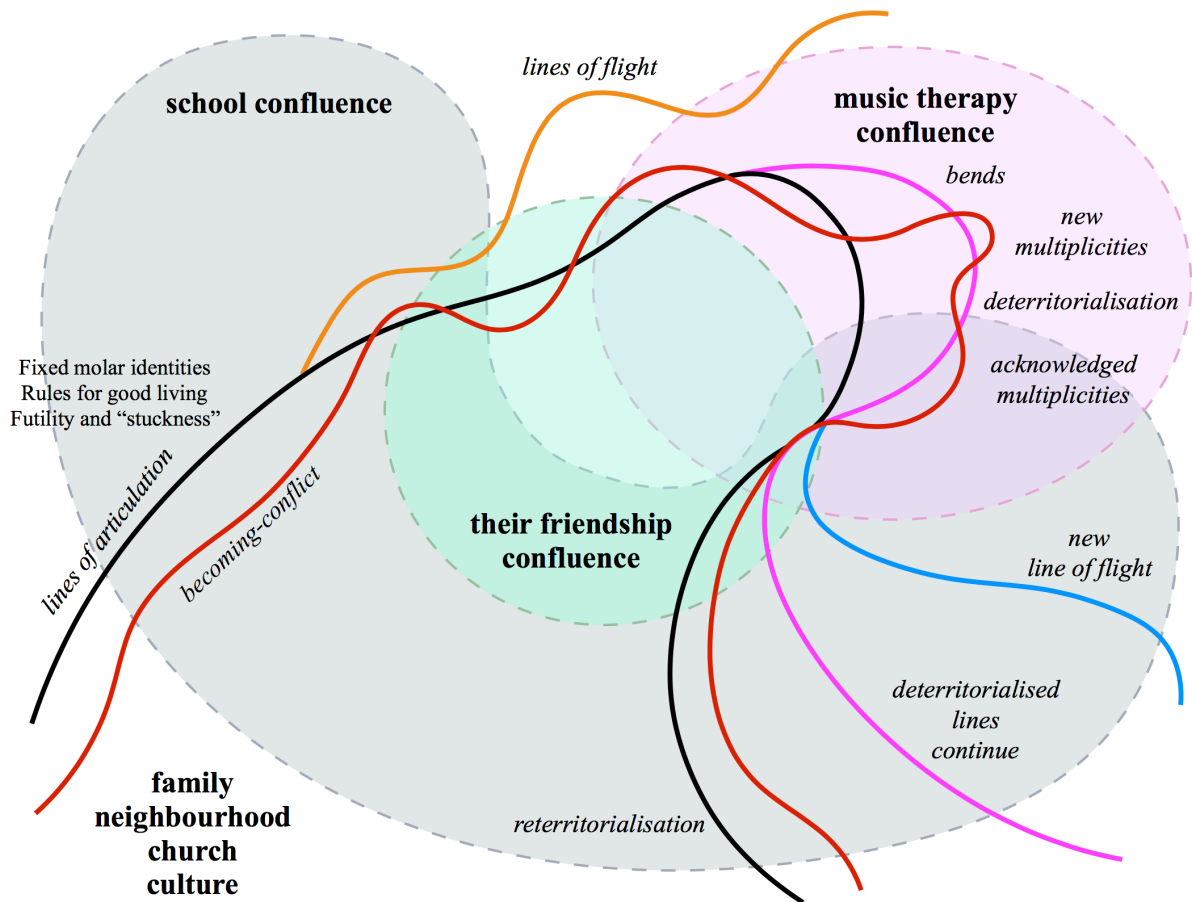 lines of flight
school confluence
music therapy
confluence
bends
new
multiplicities
deterritorialisation
acknowledged
multiplicities
Fixed molar identities
Rules for good living
Futility and “stuckness”
lines of articulation
becoming-conflict
their friendship
confluence
new
line of flight
deterritorialised
lines
continue
reterritorialisation
family
neighbourhood
church
culture